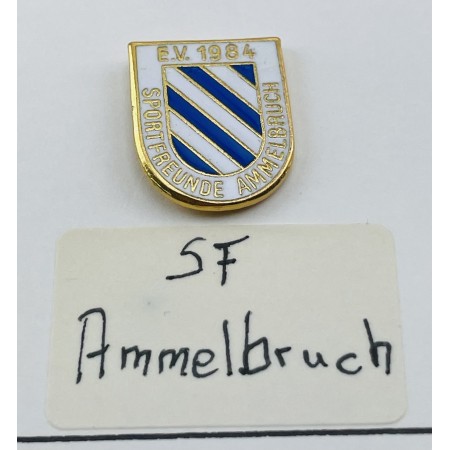 E.V. 1984
SPORTFREUNDE AMMELBRUCH
SF
Ammelbruch